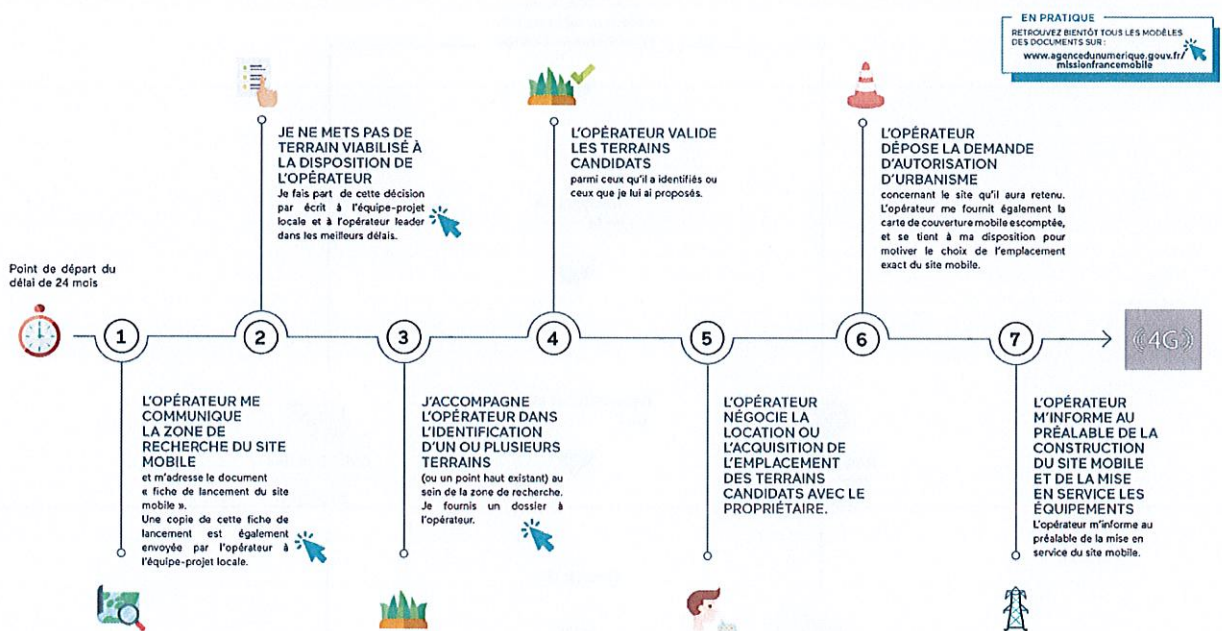 EN PRATIQUE
RETROUVEZ BIENTÔT TOUS LES MODÈLES
DES DOCUMENTS SUR :
www.agencedunumerique.gouv.fr/
missionfrancemobile
JE NE METS PAS DE
TERRAIN VIABILISÉ À
LA DISPOSITION DE
L'OPÉRATEUR
Je fais part de cette décision
par écrit à l'équipe-projet
locale et à l'opérateur leader
dans les meilleurs délais.
L'OPÉRATEUR VALIDE
LES TERRAINS
CANDIDATS
parmi ceux qu'il a identifiés ou
ceux que je lui ai proposés.
L'OPÉRATEUR
DÉPOSE LA DEMANDE
D'AUTORISATION
D'URBANISME
concernant le site qu'il aura retenu.
L'opérateur me fournit également la
carte de couverture mobile escomptée,
et se tient à ma disposition pour
motiver le choix de l'emplacement
exact du site mobile.
Point de départ du
délai de 24 mois
1
2
3
4
5
6
7
4G
L'OPÉRATEUR ME
COMMUNIQUE
LA ZONE DE
RECHERCHE DU SITE
MOBILE
et m'adresse le document
« fiche de lancement du site
mobile ».
Une copie de cette fiche de
lancement est également
envoyée par l'opérateur à
l'équipe-projet locale.
J'ACCOMPAGNE
L'OPÉRATEUR DANS
L'IDENTIFICATION
D'UN OU PLUSIEURS
TERRAINS
(ou un point haut existant) au
sein de la zone de recherche.
Je fournis un dossier à
l'opérateur.
L'OPÉRATEUR
NÉGOCIE LA
LOCATION OU
L'ACQUISITION DE
L'EMPLACEMENT
DES TERRAINS
CANDIDATS AVEC LE
PROPRIÉTAIRE.
L'OPÉRATEUR
M'INFORME AU
PRÉALABLE DE LA
CONSTRUCTION
DU SITE MOBILE
ET DE LA MISE
EN SERVICE LES
ÉQUIPEMENTS
L'opérateur m'informe au
préalable de la mise en
service du site mobile.